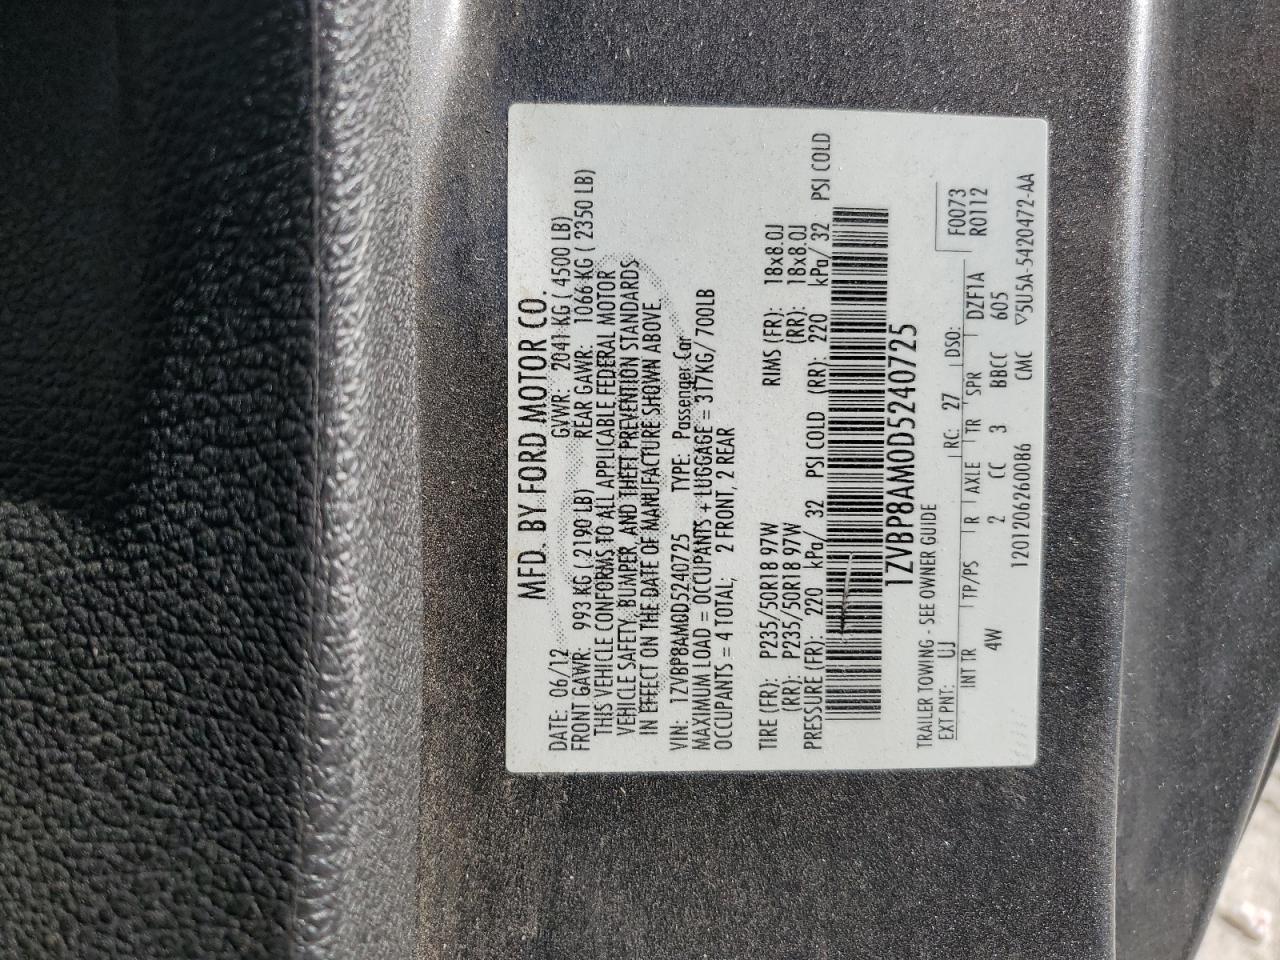 MFD. BY FORD MOTOR CO.
DATE: 06/12 GVWR: 2041 KG ( 4500 LB)
FRONT GAWR: 993 KG ( 2190 LB) REAR GAWR: 1066 KG ( 2350 LB)
THIS VEHICLE CONFORMS TO ALL APPLICABLE FEDERAL MOTOR
VEHICLE SAFETY, BUMPER, AND THEFT PREVENTION STANDARDS
IN EFFECT ON THE DATE OF MANUFACTURE SHOWN ABOVE.
VIN: 1ZVBP8AM0D5240725 TYPE: Passenger Car
MAXIMUM LOAD = OCCUPANTS + LUGGAGE = 317KG/ 700LB
OCCUPANTS = 4 TOTAL; 2 FRONT, 2 REAR
TIRE (FR): P235/50R18 97W RIMS (FR): 18x8.0J
(RR): P235/50R18 97W (RR): 18x8.0J
PRESSURE (FR): 220 kPa/ 32 PSI COLD (RR): 220 kPa/ 32 PSI COLD
1ZVBP8AM0D5240725
TRAILER TOWING - SEE OWNER GUIDE
EXT PNT: UJ RC: 27 DSO: F0073
INT TR TP/PS R AXLE TR SPR DZF1A R0112
4W 2 CC 3 BBCC 605
12012062600B6 CMC ▽5U5A-5420472-AA